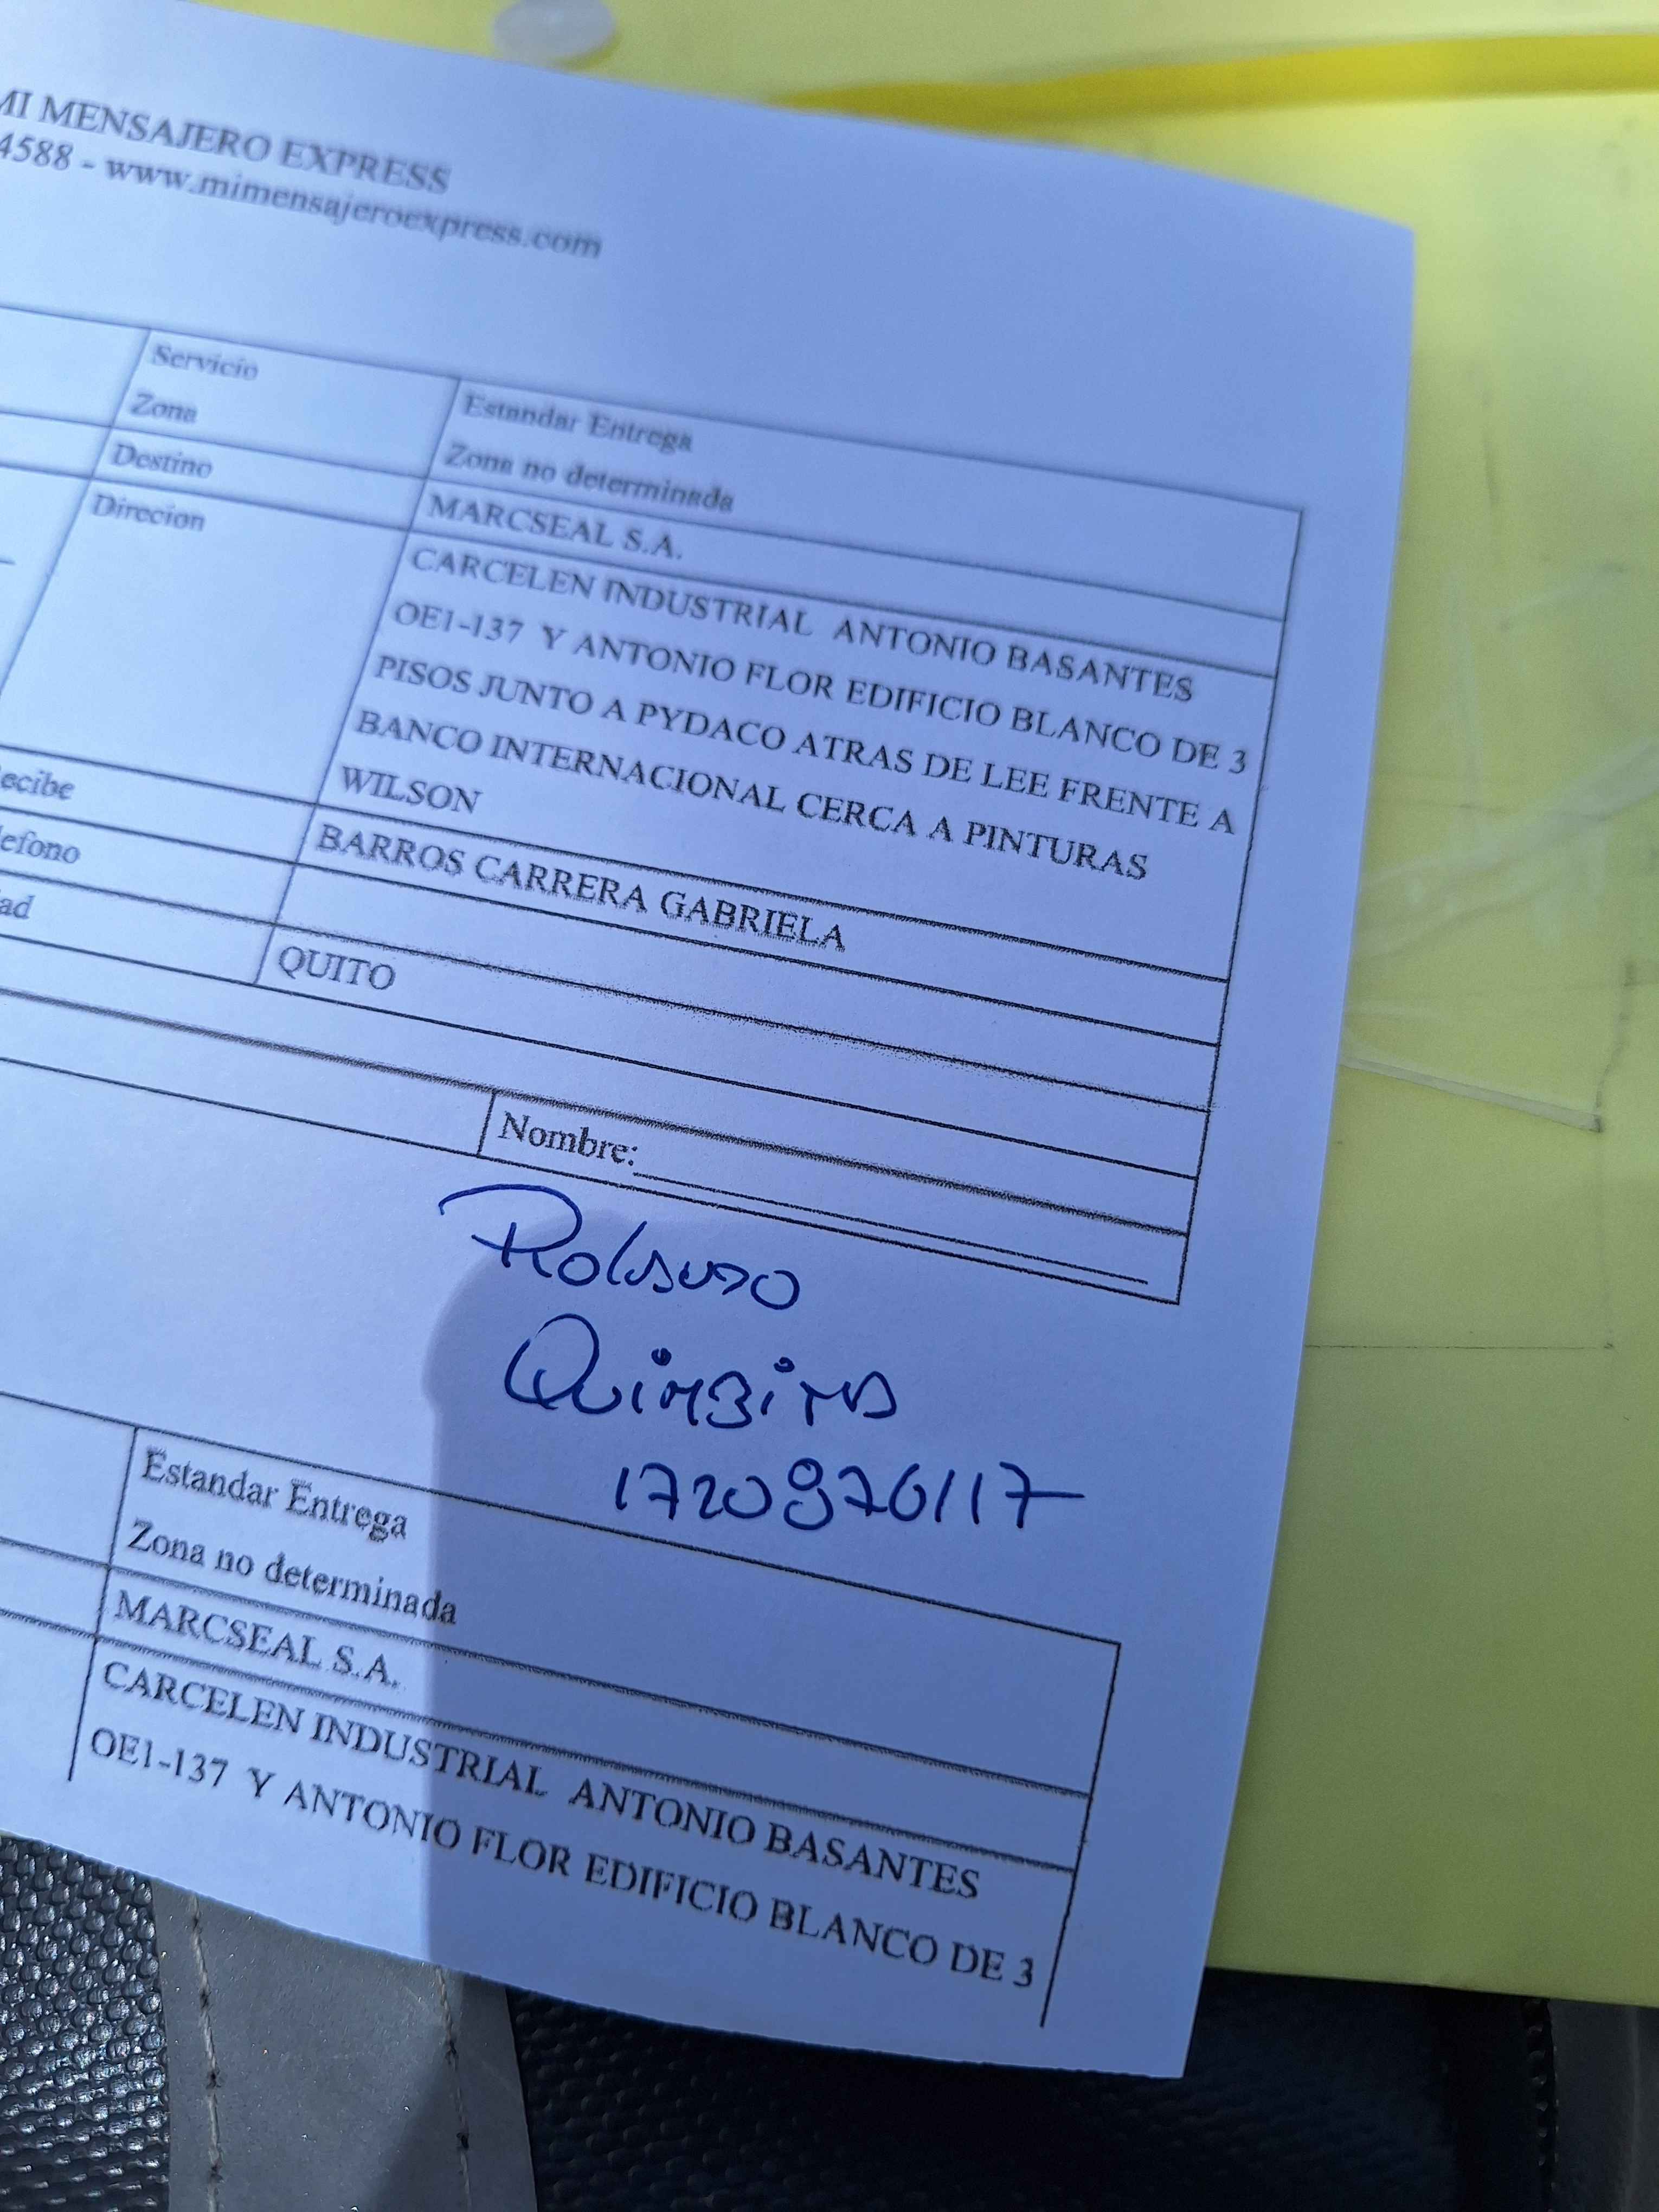 MI MENSAJERO EXPRESS
4588 - www.mimensajeroexpress.com
Servicio Estandar Entrega
Zona Zona no determinada
Destino MARCSEAL S.A.
Direcion CARCELEN INDUSTRIAL ANTONIO BASANTES
OE1-137 Y ANTONIO FLOR EDIFICIO BLANCO DE 3
PISOS JUNTO A PYDACO ATRAS DE LEE FRENTE A
BANCO INTERNACIONAL CERCA A PINTURAS
WILSON
ecibe BARROS CARRERA GABRIELA
efono
ad QUITO
Nombre:
Rolando
Quimbita
1720976117
Estandar Entrega
Zona no determinada
MARCSEAL S.A.
CARCELEN INDUSTRIAL ANTONIO BASANTES
OE1-137 Y ANTONIO FLOR EDIFICIO BLANCO DE 3